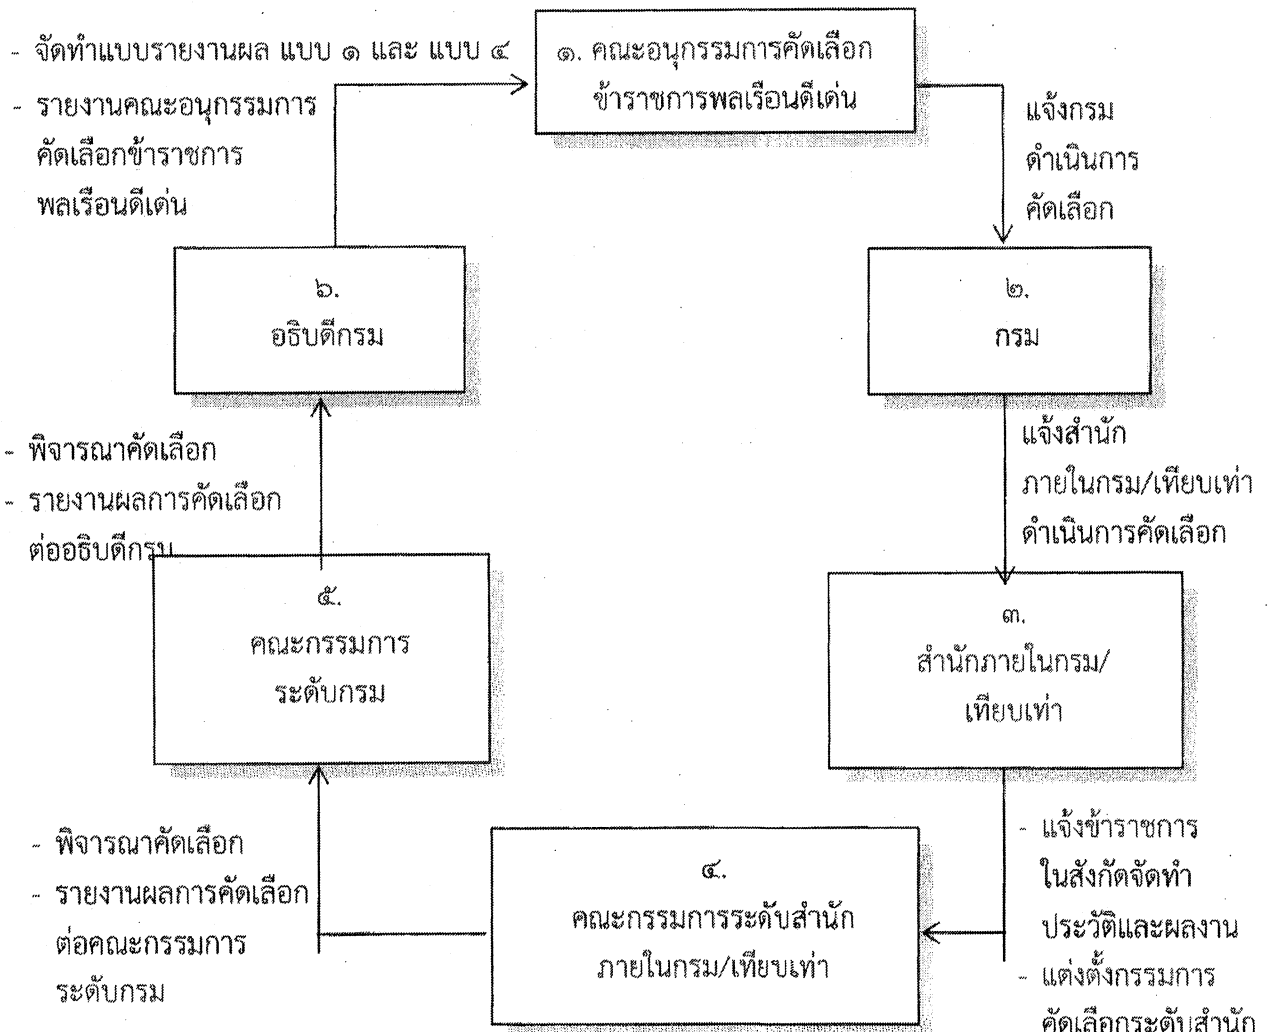 - จัดทำแบบรายงานผล แบบ ๑ และ แบบ ๔
- รายงานคณะอนุกรรมการ
คัดเลือกข้าราชการ
พลเรือนดีเด่น
๑. คณะอนุกรรมการคัดเลือก
ข้าราชการพลเรือนดีเด่น
แจ้งกรม
ดำเนินการ
คัดเลือก
๒.
กรม
แจ้งสำนัก
ภายในกรม/เทียบเท่า
ดำเนินการคัดเลือก
๓.
สำนักภายในกรม/
เทียบเท่า
- แจ้งข้าราชการ
ในสังกัดจัดทำ
ประวัติและผลงาน
- แต่งตั้งกรรมการ
คัดเลือกระดับสำนัก
๔.
คณะกรรมการระดับสำนัก
ภายในกรม/เทียบเท่า
- พิจารณาคัดเลือก
- รายงานผลการคัดเลือก
ต่อคณะกรรมการ
ระดับกรม
๕.
คณะกรรมการ
ระดับกรม
- พิจารณาคัดเลือก
- รายงานผลการคัดเลือก
ต่ออธิบดีกรม
๖.
อธิบดีกรม